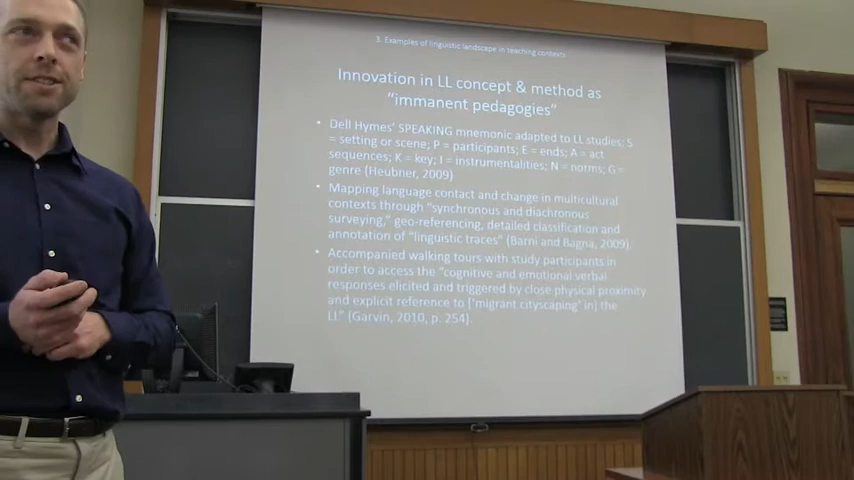 3. Examples of linguistic landscape in teaching contexts
Innovation in LL concept & method as
"immanent pedagogies"
• Dell Hymes' SPEAKING mnemonic adapted to LL studies: S
= setting or scene; P = participants; E = ends; A = act
sequences; K = key; I = instrumentalities; N = norms; G =
genre (Heubner, 2009)
• Mapping language contact and change in multicultural
contexts through "synchronous and diachronous
surveying," geo-referencing, detailed classification and
annotation of "linguistic traces" (Barni and Bagna, 2009).
• Accompanied walking tours with study participants in
order to access the "cognitive and emotional verbal
responses elicited and triggered by close physical proximity
and explicit reference to ['migrant cityscaping' in] the
LL" (Garvin, 2010, p. 254).